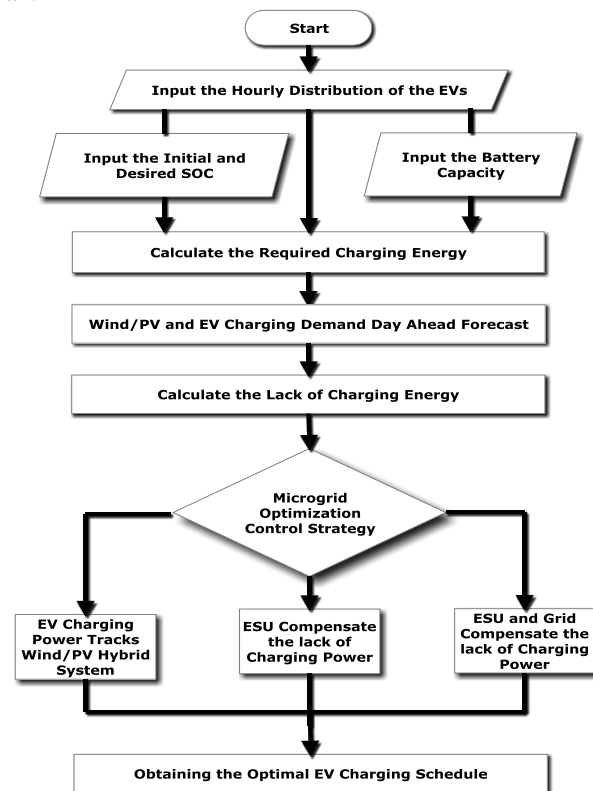 Start
Input the Hourly Distribution of the EVs
Input the Initial and
Desired SOC
Input the Battery
Capacity
Calculate the Required Charging Energy
Wind/PV and EV Charging Demand Day Ahead Forecast
Calculate the Lack of Charging Energy
Microgrid
Optimization
Control Strategy
EV Charging
Power Tracks
Wind/PV Hybrid
System
ESU Compensate
the lack of
Charging Power
ESU and Grid
Compensate the
lack of Charging
Power
Obtaining the Optimal EV Charging Schedule